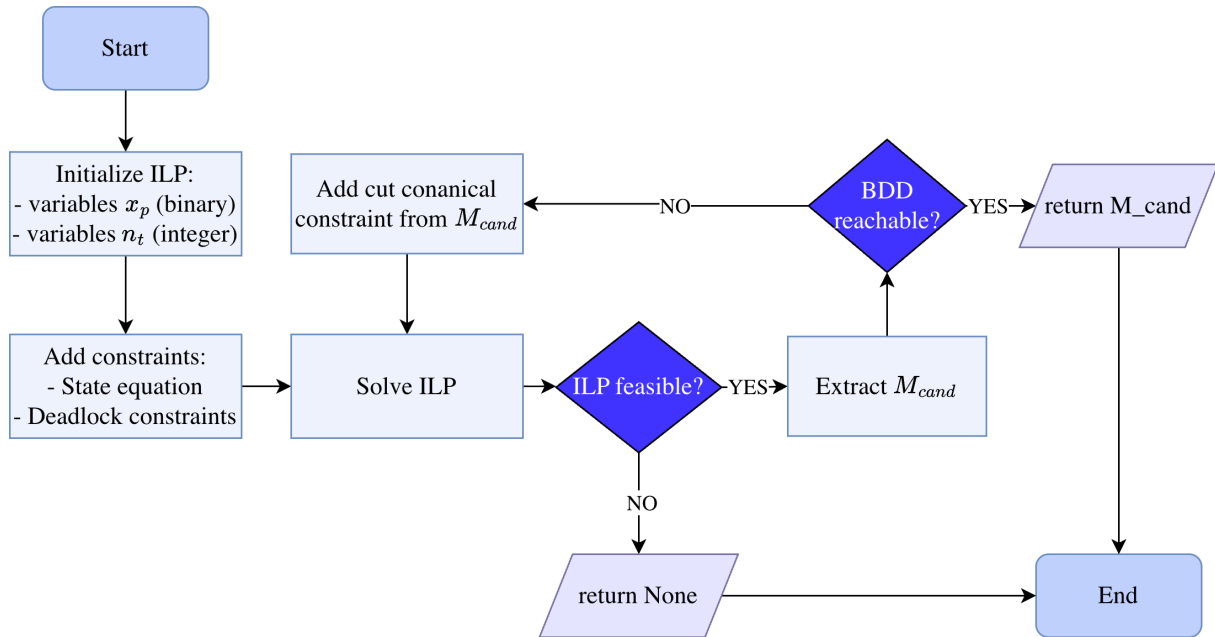 Start
Initialize ILP:
- variables $x_p$ (binary)
- variables $n_t$ (integer)
Add constraints:
- State equation
- Deadlock constraints
Add cut conanical
constraint from $M_{cand}$
Solve ILP
ILP feasible?
YES
Extract $M_{cand}$
BDD
reachable?
NO
YES
return M_cand
NO
return None
End